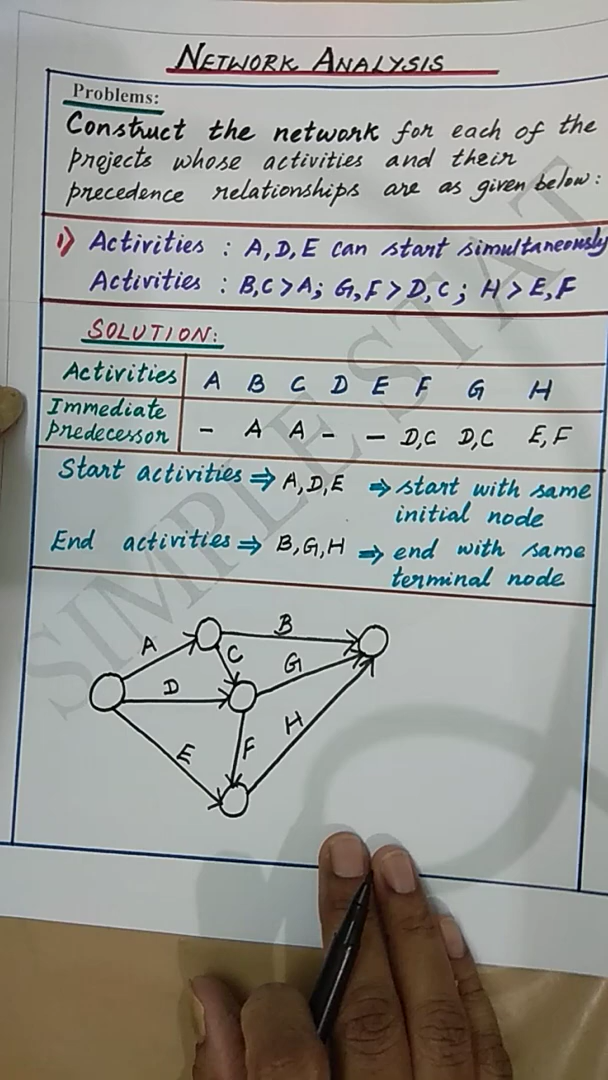 NETWORK ANALYSIS
Problems:
Construct the network for each of the
projects whose activities and their
precedence relationships are as given below:
1) Activities : A, D, E can start simultaneously
Activities : B,C > A; G,F > D,C; H > E,F
SOLUTION:
Activities A B C D E F G H
Immediate
predecessor - A A - - D,C D,C E,F
Start activities ⇒ A,D,E ⇒ start with same
initial node
End activities ⇒ B,G,H ⇒ end with same
terminal node
A B C
D G
E F H
SIMPLE STAT